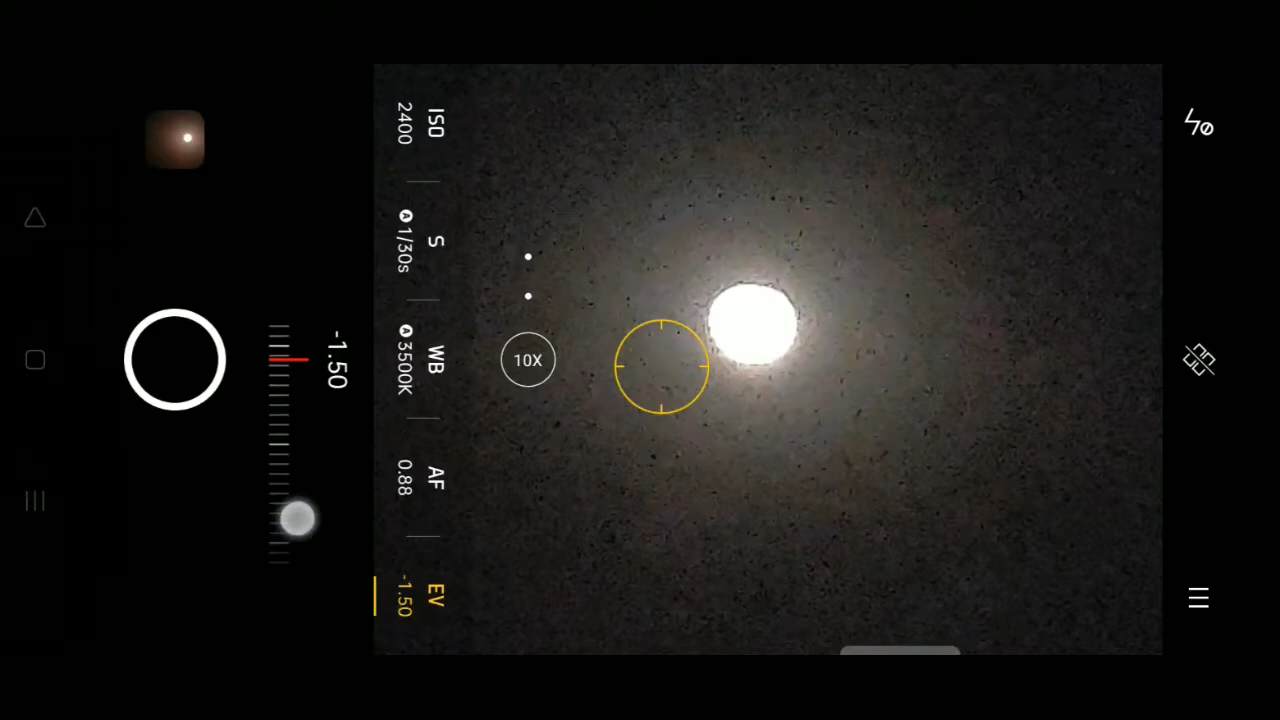 ISO
2400
S
A 1/30s
WB
A 3500K
AF
0.88
EV
-1.50
10X
-1.50